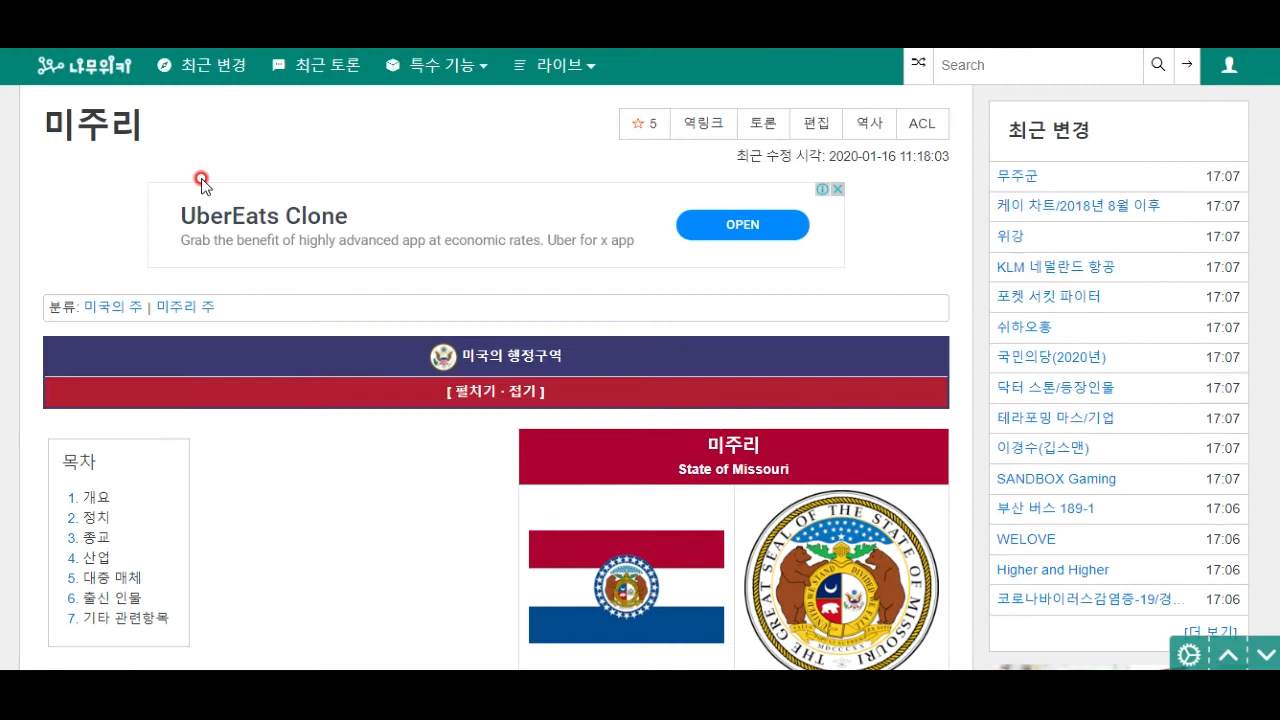 나무위키 최근 변경 최근 토론 특수 기능 라이브 Search
미주리
5 역링크 토론 편집 역사 ACL
최근 수정 시각: 2020-01-16 11:18:03
UberEats Clone
Grab the benefit of highly advanced app at economic rates. Uber for x app
OPEN
分류: 미국의 주 | 미주리 주
미국의 행정구역
[ 펼치기 · 접기 ]
목차
1. 개요
2. 정치
3. 종교
4. 산업
5. 대중 매체
6. 출신 인물
7. 기타 관련항목
미주리
State of Missouri
THE GREAT SEAL OF THE STATE OF MISSOURI
UNITED WE STAND DIVIDED WE FALL
최근 변경
무주군 17:07
케이 차트/2018년 8월 이후 17:07
위강 17:07
KLM 네덜란드 항공 17:07
포켓 서킷 파이터 17:07
쉬하오훙 17:07
국민의당(2020년) 17:07
닥터 스톤/등장인물 17:07
테라포밍 마스/기업 17:07
이경수(깁스맨) 17:07
SANDBOX Gaming 17:07
부산 버스 189-1 17:06
WELOVE 17:06
Higher and Higher 17:06
코로나바이러스감염증-19/경... 17:06
[더 보기]